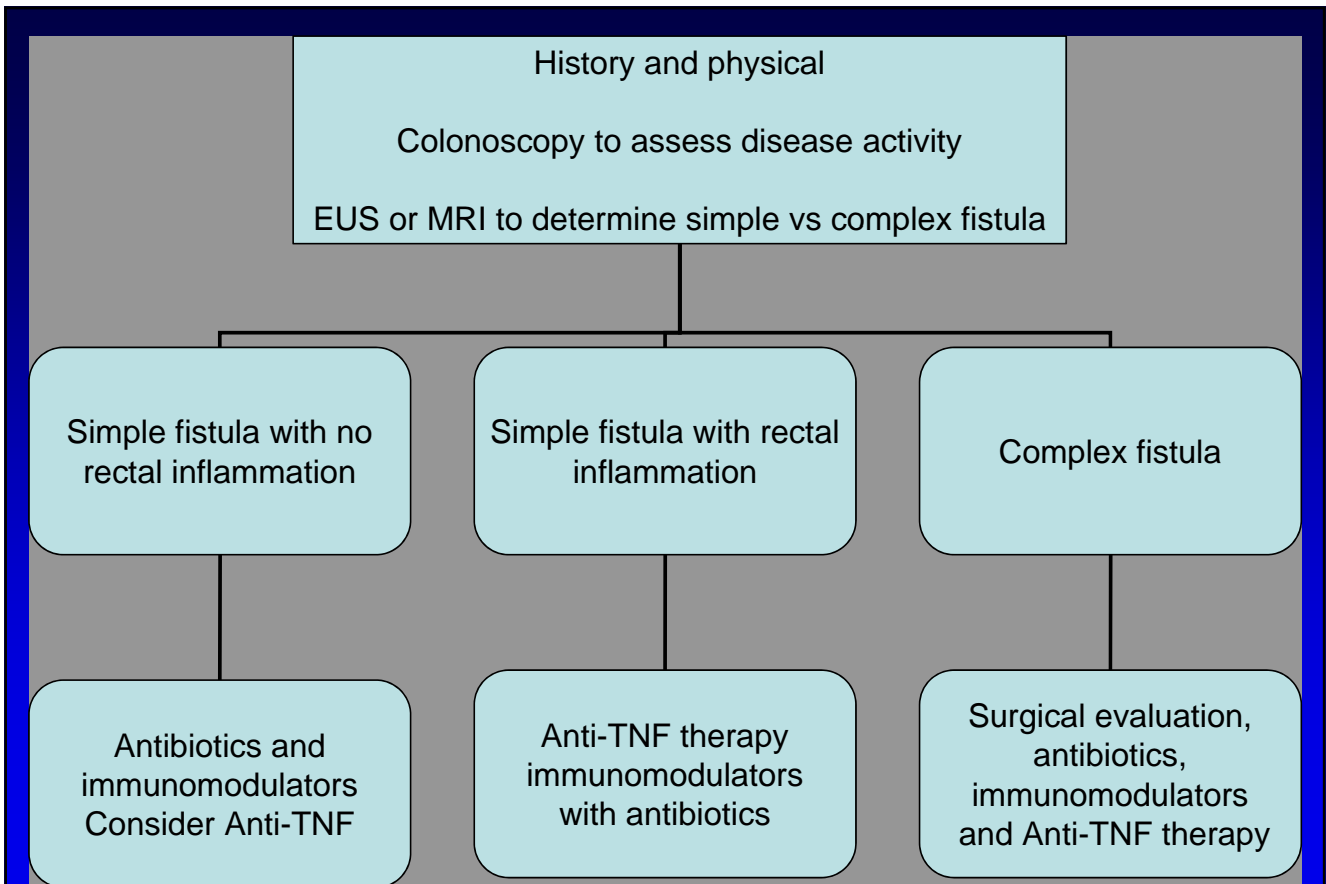 History and physical
Colonoscopy to assess disease activity
EUS or MRI to determine simple vs complex fistula
Simple fistula with no
rectal inflammation
Simple fistula with rectal
inflammation
Complex fistula
Antibiotics and
immunomodulators
Consider Anti-TNF
Anti-TNF therapy
immunomodulators
with antibiotics
Surgical evaluation,
antibiotics,
immunomodulators
and Anti-TNF therapy